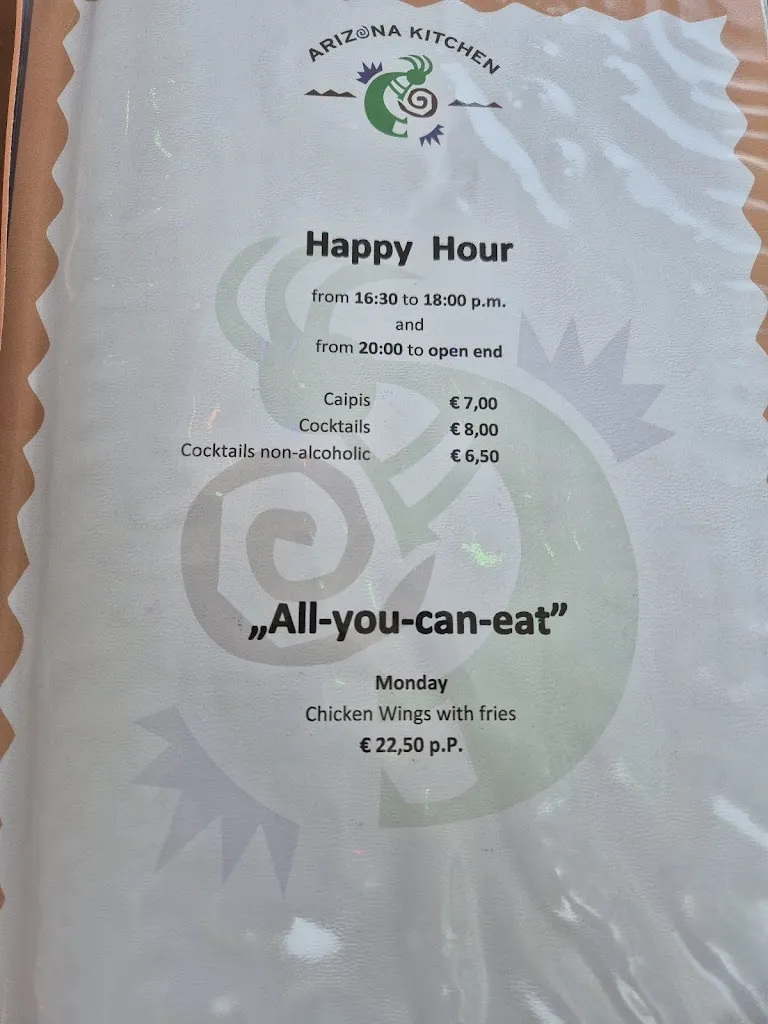 ARIZONA KITCHEN
Happy Hour
from 16:30 to 18:00 p.m.
and
from 20:00 to open end
Caipis € 7,00
Cocktails € 8,00
Cocktails non-alcoholic € 6,50
„All-you-can-eat”
Monday
Chicken Wings with fries
€ 22,50 p.P.